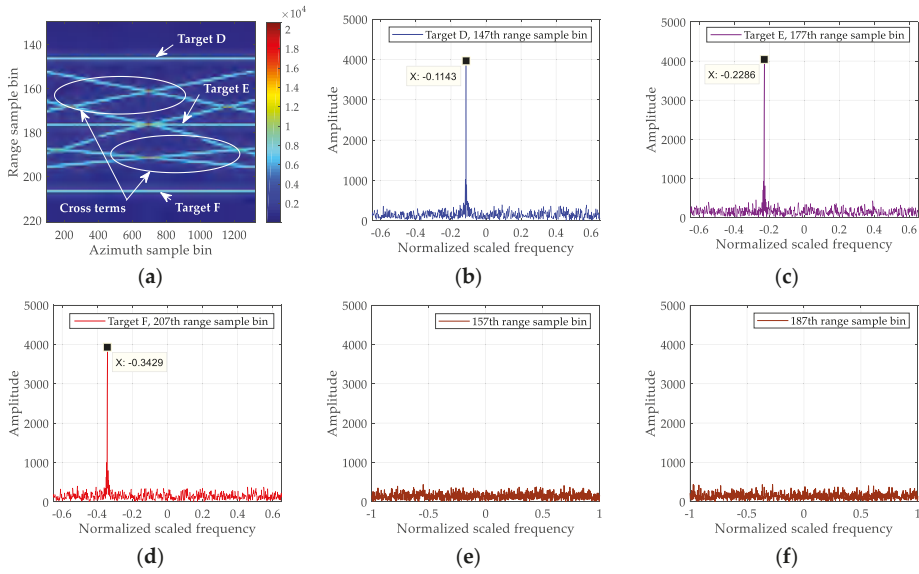 ×10⁴
Target D
Target E
Cross terms
Target F
130
160
180
200
220
200 400 600 800 1000 1200
2
1.8
1.6
1.4
1.2
1
0.8
0.6
0.4
0.2
Range sample bin
Azimuth sample bin
(a)
Target D, 147th range sample bin
X: -0.1143
5000
4000
3000
2000
1000
0
-0.6 -0.4 -0.2 0 0.2 0.4 0.6
Amplitude
Normalized scaled frequency
(b)
Target E, 177th range sample bin
X: -0.2286
5000
4000
3000
2000
1000
0
-0.6 -0.4 -0.2 0 0.2 0.4 0.6
Amplitude
Normalized scaled frequency
(c)
Target F, 207th range sample bin
X: -0.3429
5000
4000
3000
2000
1000
0
-0.6 -0.4 -0.2 0 0.2 0.4 0.6
Amplitude
Normalized scaled frequency
(d)
157th range sample bin
5000
4000
3000
2000
1000
0
-1 -0.5 0 0.5 1
Amplitude
Normalized scaled frequency
(e)
187th range sample bin
5000
4000
3000
2000
1000
0
-1 -0.5 0 0.5 1
Amplitude
Normalized scaled frequency
(f)